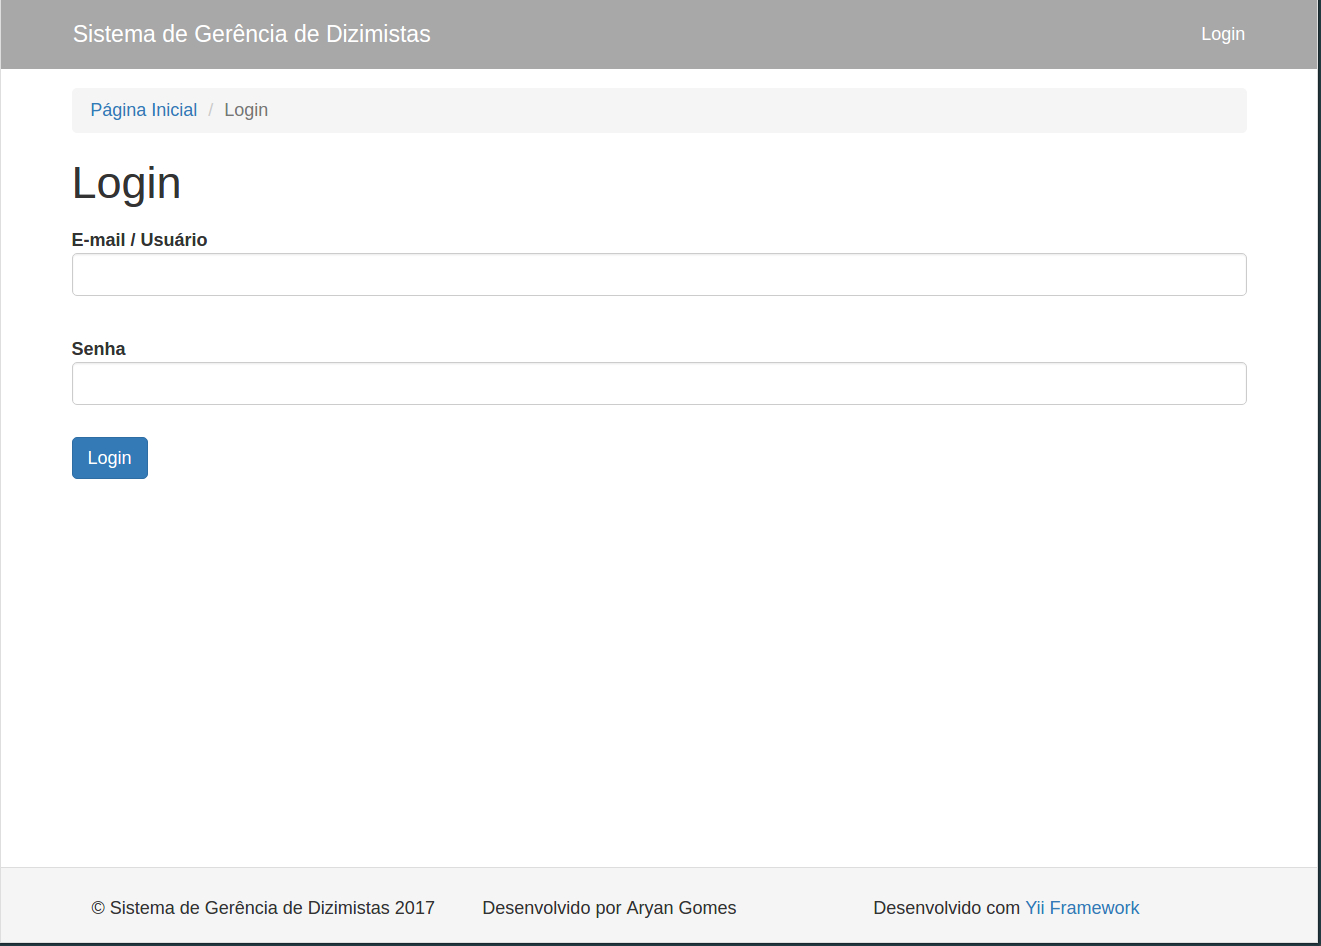 Sistema de Gerência de Dizimistas Login
Página Inicial / Login
Login
E-mail / Usuário
Senha
Login
© Sistema de Gerência de Dizimistas 2017 Desenvolvido por Aryan Gomes Desenvolvido com Yii Framework